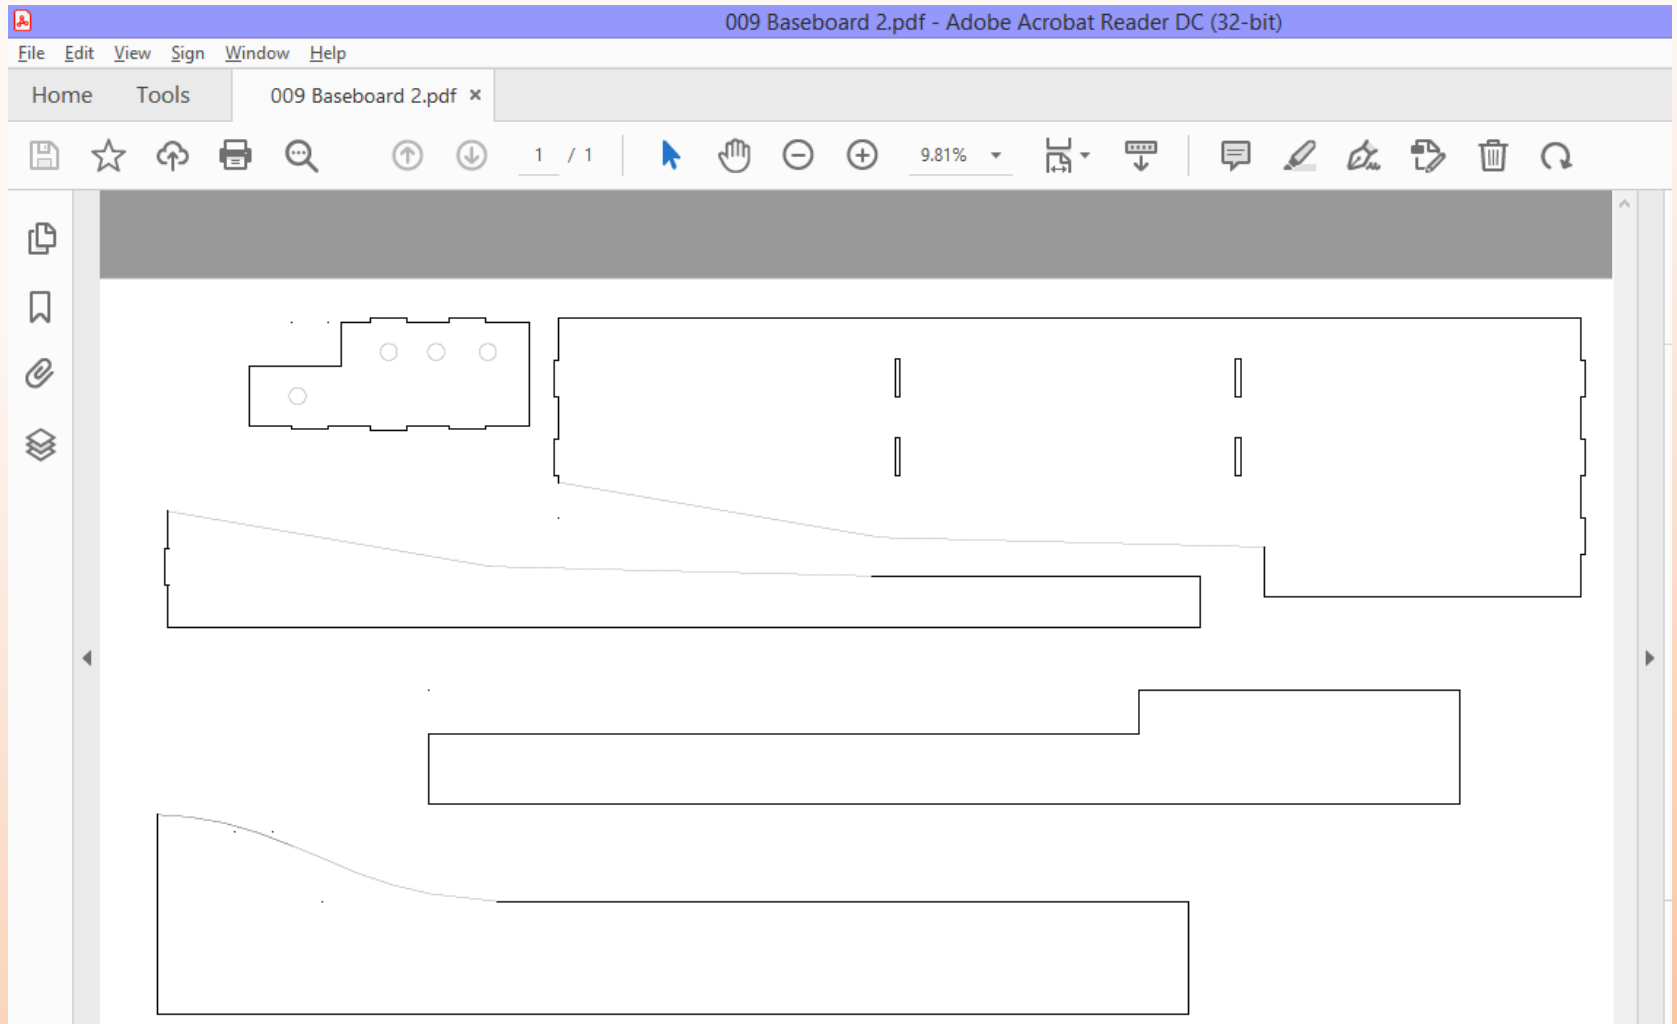 009 Baseboard 2.pdf - Adobe Acrobat Reader DC (32-bit)
File Edit View Sign Window Help
Home Tools 009 Baseboard 2.pdf ×
1 / 1 9.81%